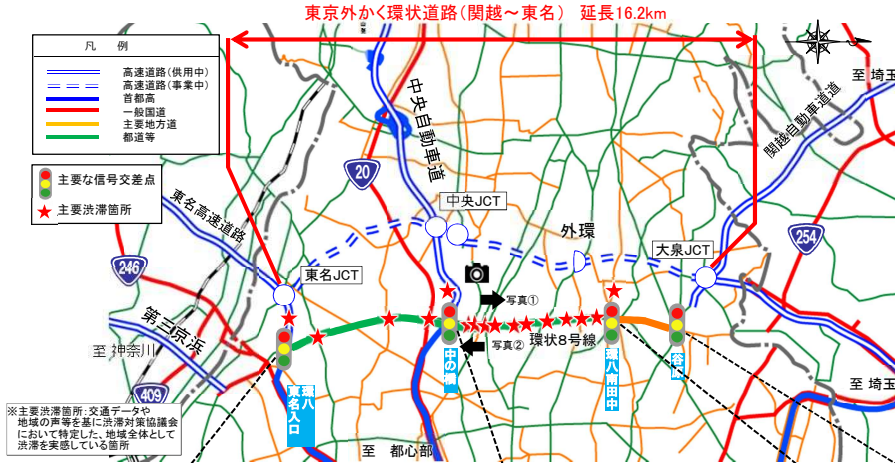 東京外かく環状道路(関越～東名) 延長16.2km
凡 例
高速道路(供用中)
高速道路(事業中)
首都高
一般国道
主要地方道
都道等
主要な信号交差点
主要渋滞箇所
至 埼玉
関越自動車道
中央自動車道
20
中央JCT
東名高速道路
外環
大泉JCT
254
246
東名JCT
写真①
第三京浜
環状8号線
写真②
至 神奈川
409
環八
東名入口
中の橋
環八南田中
谷原
至 埼玉
至 都心部
※主要渋滞箇所:交通データや
地域の声等を基に渋滞対策協議会
において特定した、地域全体として
渋滞を実感している箇所